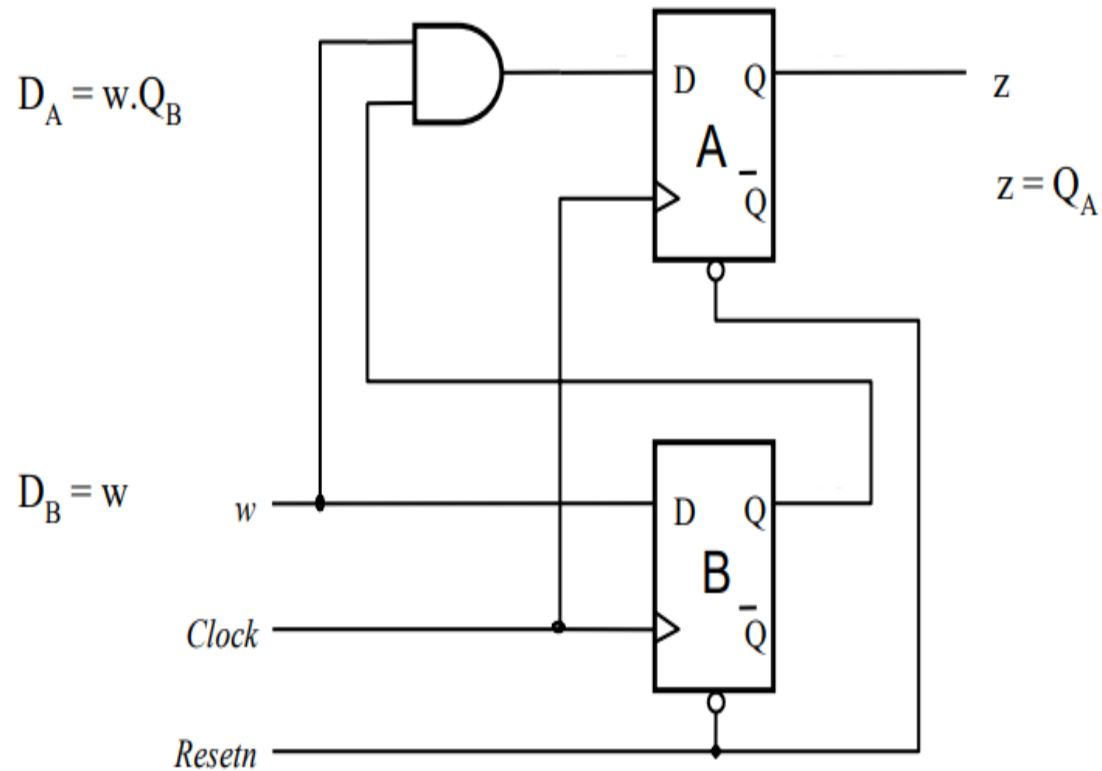 D_A = w.Q_B
D Q
z
A
Q̅
z = Q_A
D_B = w
w
D Q
B
Q̅
Clock
Resetn